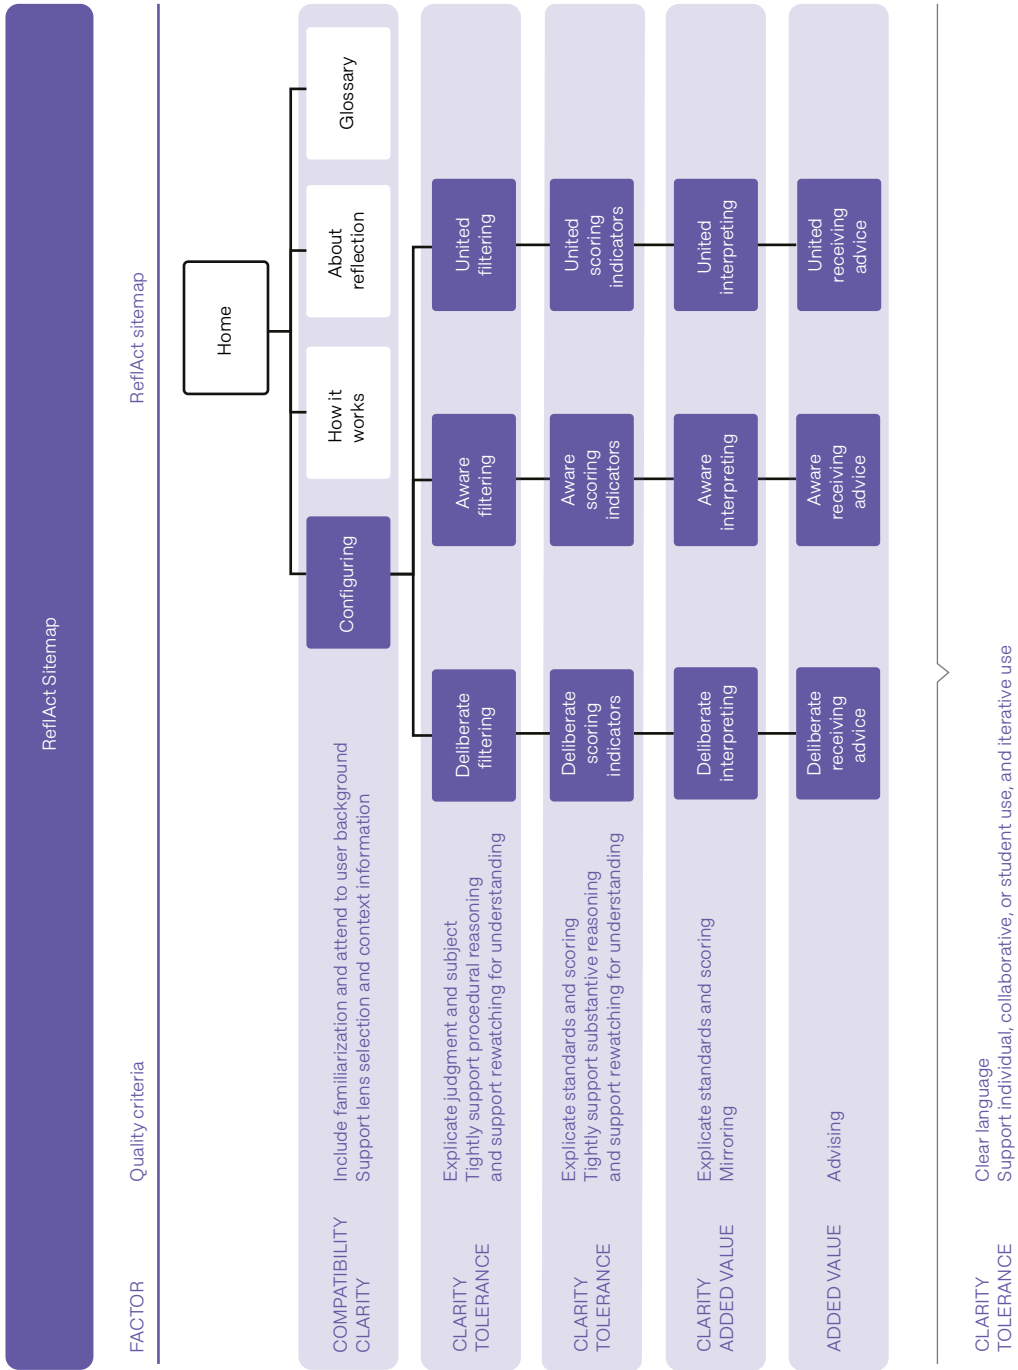 ReflAct Sitemap
FACTOR
Quality criteria
ReflAct sitemap
Home
COMPATIBILITY
CLARITY
Include familiarization and attend to user background
Support lens selection and context information
Configuring
How it
works
About
reflection
Glossary
CLARITY
TOLERANCE
Explicate judgment and subject
Tightly support procedural reasoning
and support rewatching for understanding
Deliberate
filtering
Aware
filtering
United
filtering
CLARITY
TOLERANCE
Explicate standards and scoring
Tightly support substantive reasoning
and support rewatching for understanding
Deliberate
scoring
indicators
Aware
scoring
indicators
United
scoring
indicators
CLARITY
ADDED VALUE
Explicate standards and scoring
Mirroring
Deliberate
interpreting
Aware
interpreting
United
interpreting
ADDED VALUE
Advising
Deliberate
receiving
advice
Aware
receiving
advice
United
receiving
advice
CLARITY
TOLERANCE
Clear language
Support individual, collaborative, or student use, and iterative use